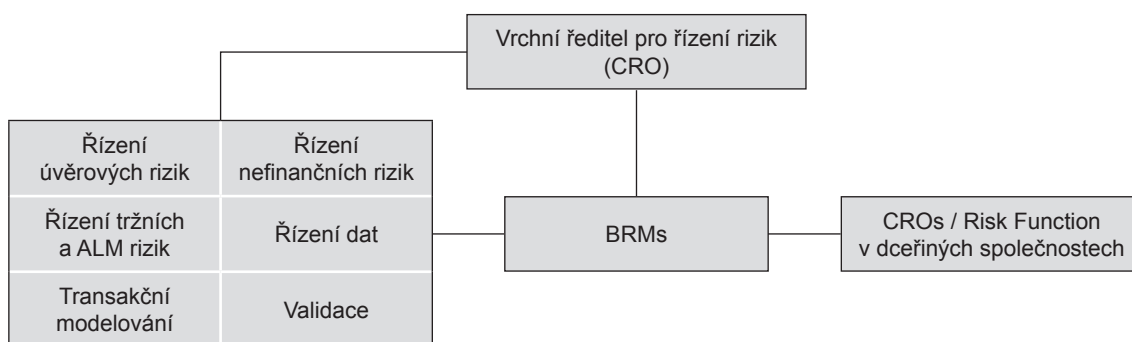 Vrchní ředitel pro řízení rizik
(CRO)
Řízení
úvěrových rizik
Řízení
nefinančních rizik
Řízení tržních
a ALM rizik
Řízení dat
Transakční
modelování
Validace
BRMs
CROs / Risk Function
v dceřiných společnostech